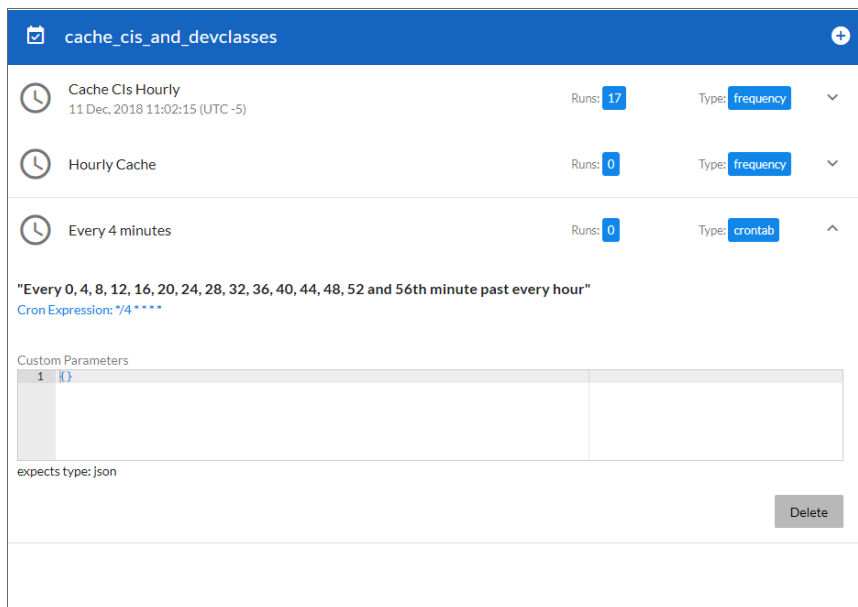 cache_cis_and_devclasses
Cache CIs Hourly
11 Dec, 2018 11:02:15 (UTC -5)
Runs: 17
Type: frequency
Hourly Cache
Runs: 0
Type: frequency
Every 4 minutes
Runs: 0
Type: crontab
"Every 0, 4, 8, 12, 16, 20, 24, 28, 32, 36, 40, 44, 48, 52 and 56th minute past every hour"
Cron Expression: */4 * * * *
Custom Parameters
1 {}
expects type: json
Delete